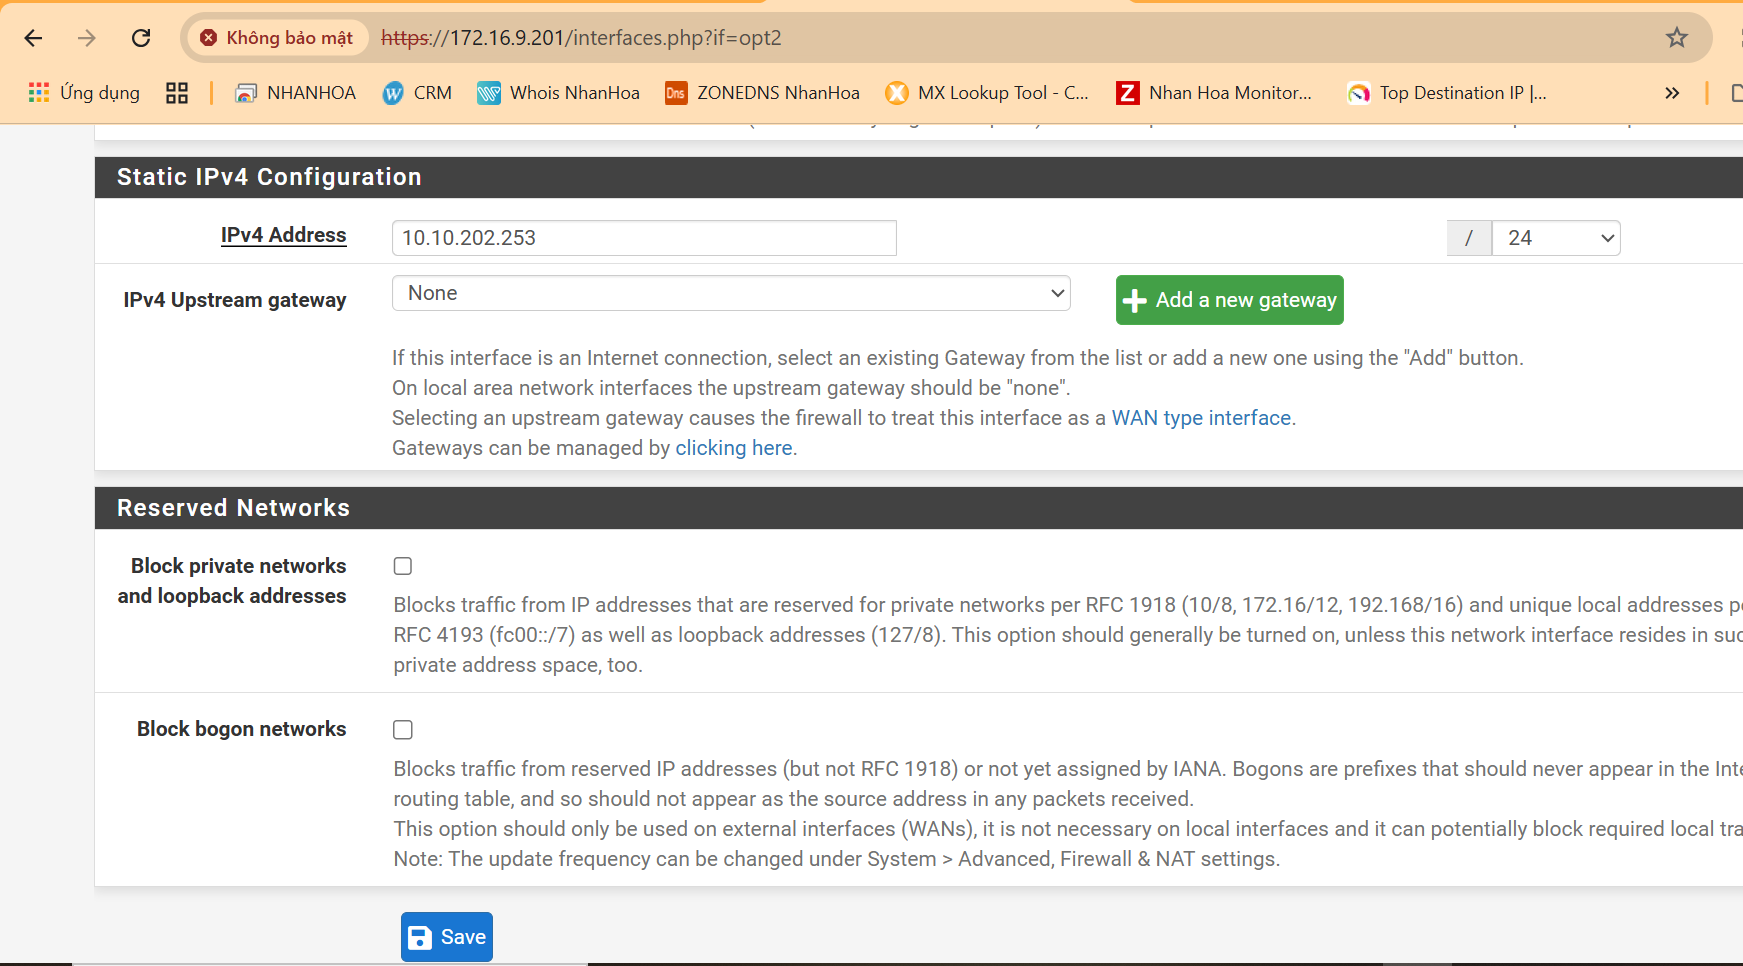 Không bảo mật
https://172.16.9.201/interfaces.php?if=opt2
Ứng dụng
NHANHOA
CRM
Whois NhanHoa
Dns
ZONEDNS NhanHoa
MX Lookup Tool - C...
Z
Nhan Hoa Monitor...
Top Destination IP |...
Static IPv4 Configuration
IPv4 Address
10.10.202.253
/
24
IPv4 Upstream gateway
None
Add a new gateway
If this interface is an Internet connection, select an existing Gateway from the list or add a new one using the "Add" button.
On local area network interfaces the upstream gateway should be "none".
Selecting an upstream gateway causes the firewall to treat this interface as a WAN type interface.
Gateways can be managed by clicking here.
Reserved Networks
Block private networks
and loopback addresses
Blocks traffic from IP addresses that are reserved for private networks per RFC 1918 (10/8, 172.16/12, 192.168/16) and unique local addresses
RFC 4193 (fc00::/7) as well as loopback addresses (127/8). This option should generally be turned on, unless this network interface resides in
private address space, too.
Block bogon networks
Blocks traffic from reserved IP addresses (but not RFC 1918) or not yet assigned by IANA. Bogons are prefixes that should never appear in the
routing table, and so should not appear as the source address in any packets received.
This option should only be used on external interfaces (WANs), it is not necessary on local interfaces and it can potentially block required local
Note: The update frequency can be changed under System > Advanced, Firewall & NAT settings.
Save